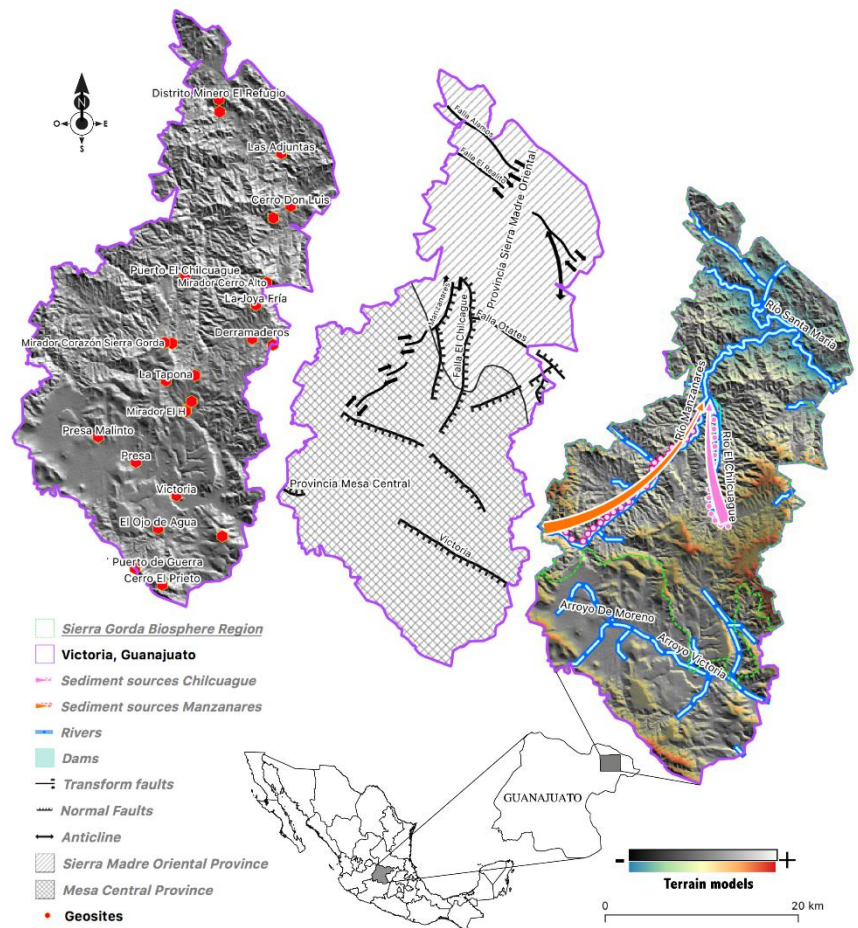 N
O
E
S
Distrito Minero El Refugio
Las Adjuntas
Cerro Don Luis
Puerto El Chilcuague
Mirador Cerro Alto
La Joya Fría
Derramaderos
Mirador Corazón Sierra Gorda
La Tapona
Mirador El H
Presa Malinto
Presa
Victoria
El Ojo de Agua
Puerto de Guerra
Cerro El Prieto
Falla Alamos
Falla El Realito
Provincia Sierra Madre Oriental
Manzanares
Falla El Chilcague
Falla Otates
Provincia Mesa Central
Victoria
Río Santa María
Río Manzanares
Río El Chilcuague
Arroyo De Moreno
Arroyo Victoria
Sierra Gorda Biosphere Region
Victoria, Guanajuato
Sediment sources Chilcuague
Sediment sources Manzanares
Rivers
Dams
Transform faults
Normal Faults
Anticline
Sierra Madre Oriental Province
Mesa Central Province
Geosites
GUANAJUATO
- +
Terrain models
0 20 km